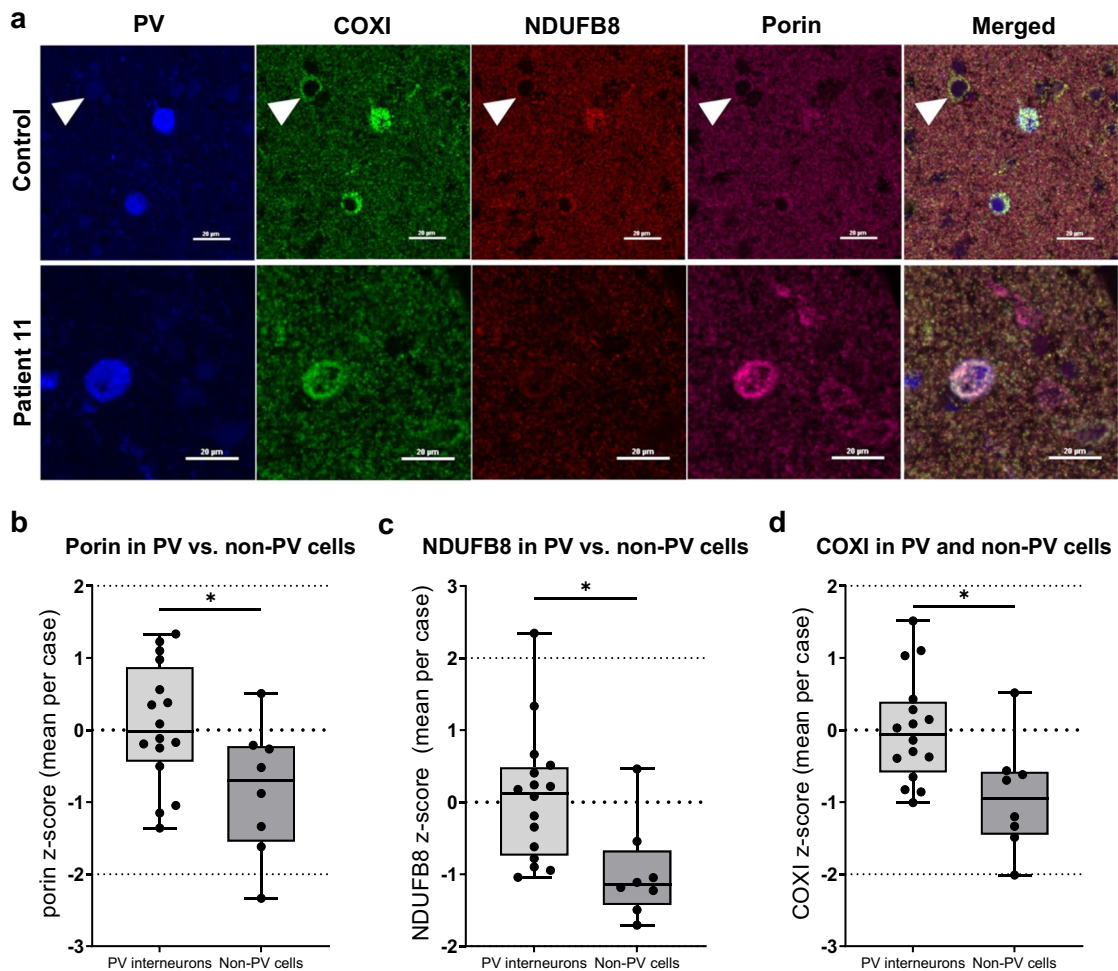 a
PV COXI NDUFB8 Porin Merged
Control
20 µm 20 µm 20 µm 20 µm 20 µm
Patient 11
20 µm 20 µm 20 µm 20 µm 20 µm
b
Porin in PV vs. non-PV cells
porin z-score (mean per case)
*
2
1
0
-1
-2
-3
PV interneurons Non-PV cells
c
NDUFB8 in PV vs. non-PV cells
NDUFB8 z-score (mean per case)
*
3
2
1
0
-1
-2
PV interneurons Non-PV cells
d
COXI in PV and non-PV cells
COXI z-score (mean per case)
*
2
1
0
-1
-2
-3
PV interneurons Non-PV cells